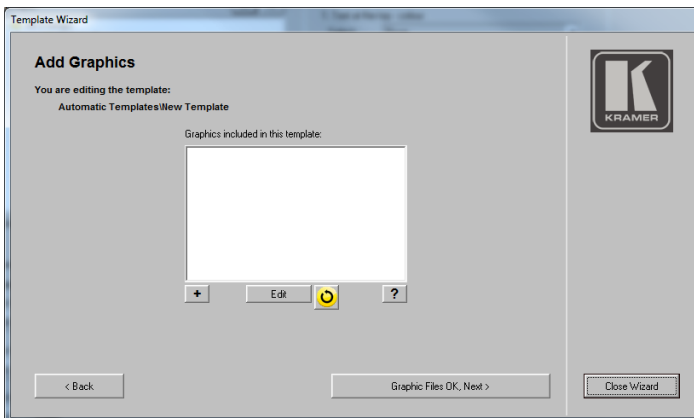 Template Wizard
Add Graphics
You are editing the template:
Automatic Templates\New Template
Graphics included in this template:
+
Edit
?
< Back
Graphic Files OK, Next >
Close Wizard
K
KRAMER